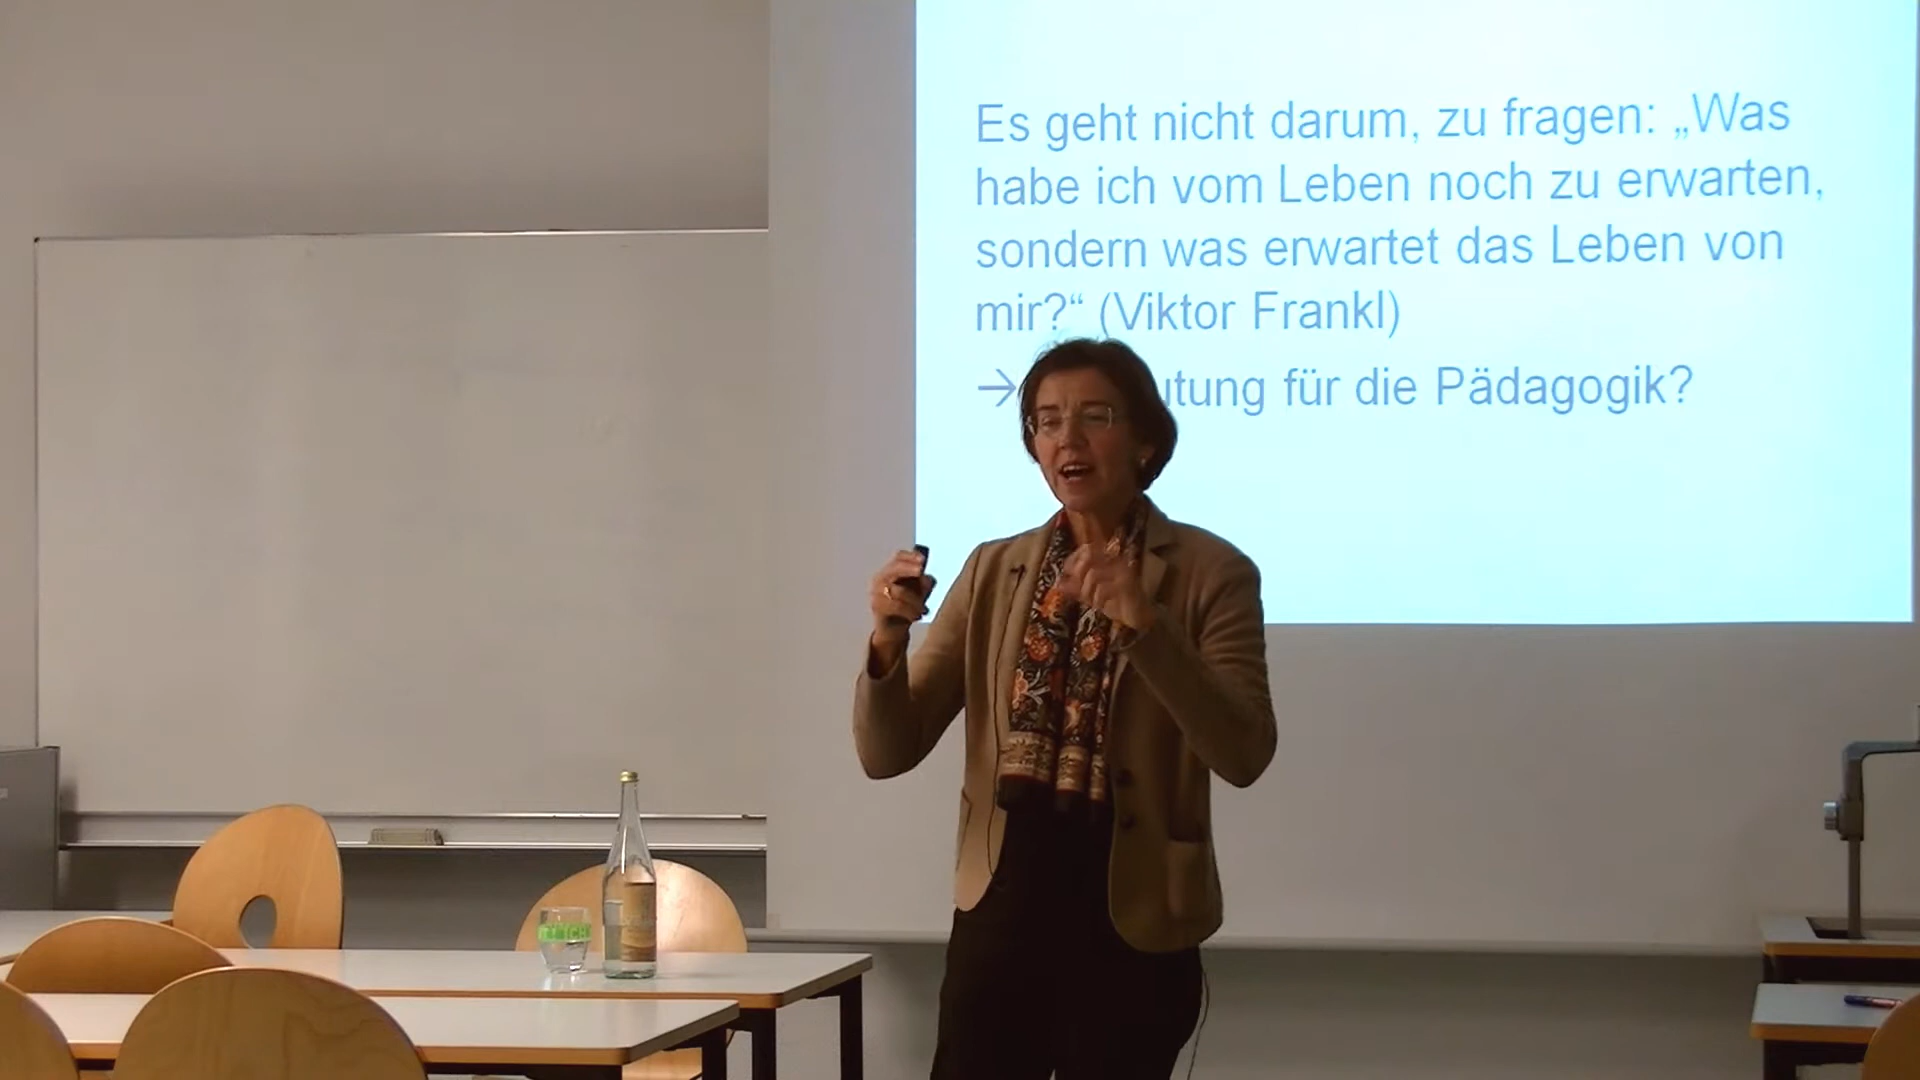 Es geht nicht darum, zu fragen: „Was
habe ich vom Leben noch zu erwarten,
sondern was erwartet das Leben von
mir?“ (Viktor Frankl)
→ utung für die Pädagogik?